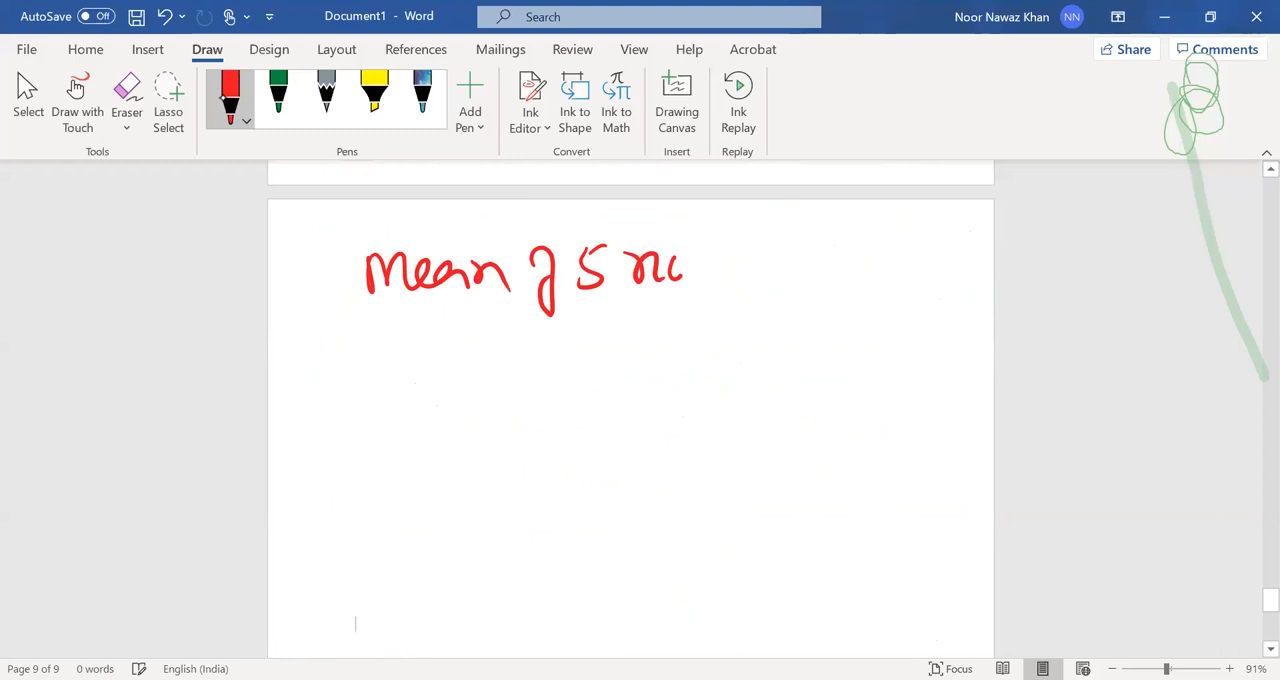 AutoSave Off Document1 - Word Search Noor Nawaz Khan NN
File Home Insert Draw Design Layout References Mailings Review View Help Acrobat Share Comments
Select Draw with Touch Eraser Lasso Select Add Pen Ink Editor Ink to Shape Ink to Math Drawing Canvas Ink Replay
Tools Pens Convert Insert Replay
Mean of 5 no
Page 9 of 9 0 words English (India) Focus 91%